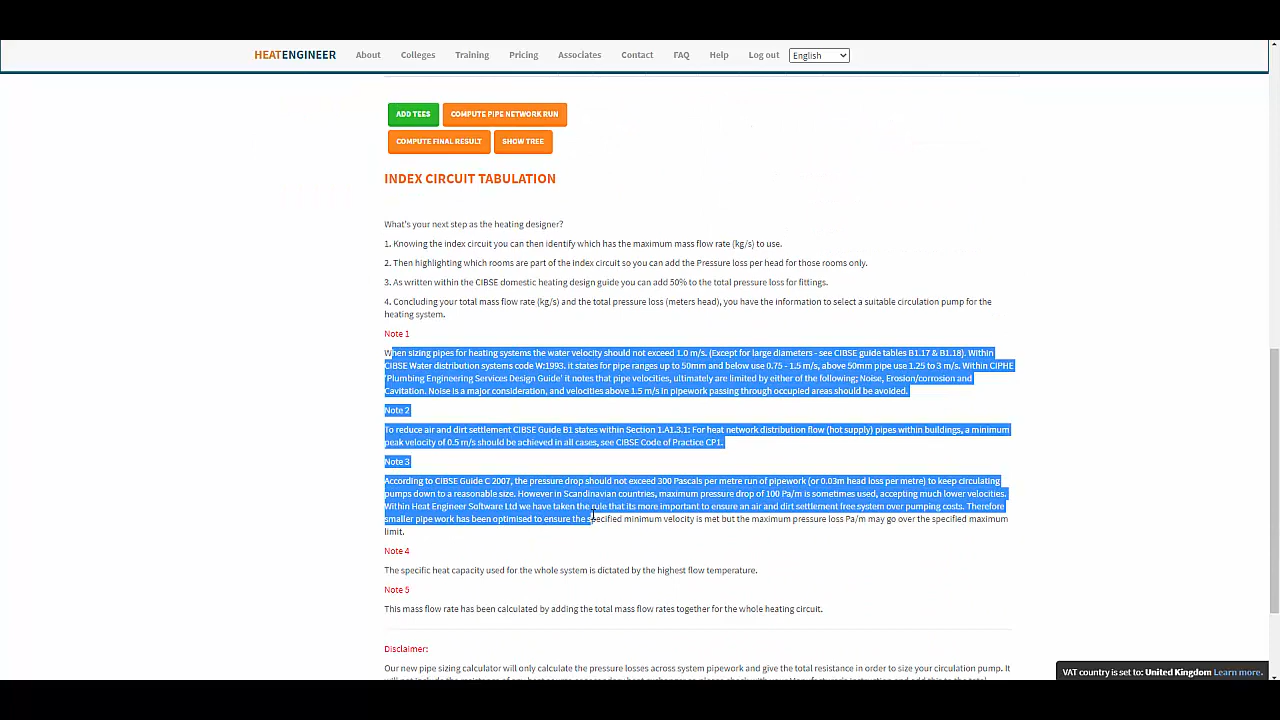 HEATENGINEER About Colleges Training Pricing Associates Contact FAQ Help Log out English
ADD TEES COMPUTE PIPE NETWORK RUN
COMPUTE FINAL RESULT SHOW TREE
INDEX CIRCUIT TABULATION
What's your next step as the heating designer?
1. Knowing the index circuit you can then identify which has the maximum mass flow rate (kg/s) to use.
2. Then highlighting which rooms are part of the index circuit so you can add the Pressure loss per head for those rooms only.
3. As written within the CIBSE domestic heating design guide you can add 50% to the total pressure loss for fittings.
4. Concluding your total mass flow rate (kg/s) and the total pressure loss (meters head), you have the information to select a suitable circulation pump for the
heating system.
Note 1
When sizing pipes for heating systems the water velocity should not exceed 1.0 m/s. (Except for large diameters - see CIBSE guide tables B1.17 & B1.18). Within
CIBSE Water distribution systems code W:1993. it states for pipe ranges up to 50mm and below use 0.75 - 1.5 m/s, above 50mm pipe use 1.25 to 3 m/s. Within CIPHE
'Plumbing Engineering Services Design Guide' it notes that pipe velocities, ultimately are limited by either of the following; Noise, Erosion/corrosion and
Cavitation. Noise is a major consideration, and velocities above 1.5 m/s in pipework passing through occupied areas should be avoided.
Note 2
To reduce air and dirt settlement CIBSE Guide B1 states within Section 1.A1.3.1: For heat network distribution flow (hot supply) pipes within buildings, a minimum
peak velocity of 0.5 m/s should be achieved in all cases, see CIBSE Code of Practice CP1.
Note 3
According to CIBSE Guide C 2007, the pressure drop should not exceed 300 Pascals per metre run of pipework (or 0.03m head loss per metre) to keep circulating
pumps down to a reasonable size. However in Scandinavian countries, maximum pressure drop of 100 Pa/m is sometimes used, accepting much lower velocities.
Within Heat Engineer Software Ltd we have taken the rule that its more important to ensure an air and dirt settlement free system over pumping costs. Therefore
smaller pipe work has been optimised to ensure the specified minimum velocity is met but the maximum pressure loss Pa/m may go over the specified maximum
limit.
Note 4
The specific heat capacity used for the whole system is dictated by the highest flow temperature.
Note 5
This mass flow rate has been calculated by adding the total mass flow rates together for the whole heating circuit.
Disclaimer:
Our new pipe sizing calculator will only calculate the pressure losses across system pipework and give the total resistance in order to size your circulation pump. It
VAT country is set to: United Kingdom Learn more.